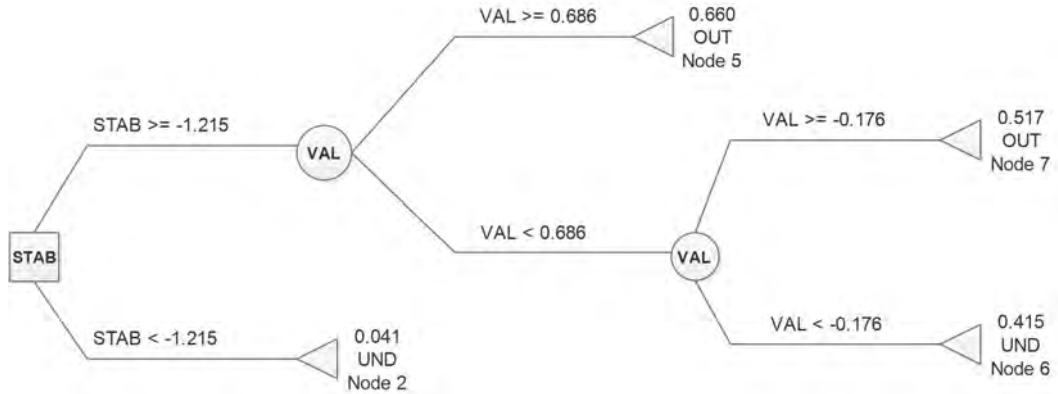 VAL >= 0.686
0.660
OUT
Node 5
STAB >= -1.215
VAL
VAL >= -0.176
0.517
OUT
Node 7
STAB
VAL < 0.686
VAL
STAB < -1.215
0.041
UND
Node 2
VAL < -0.176
0.415
UND
Node 6